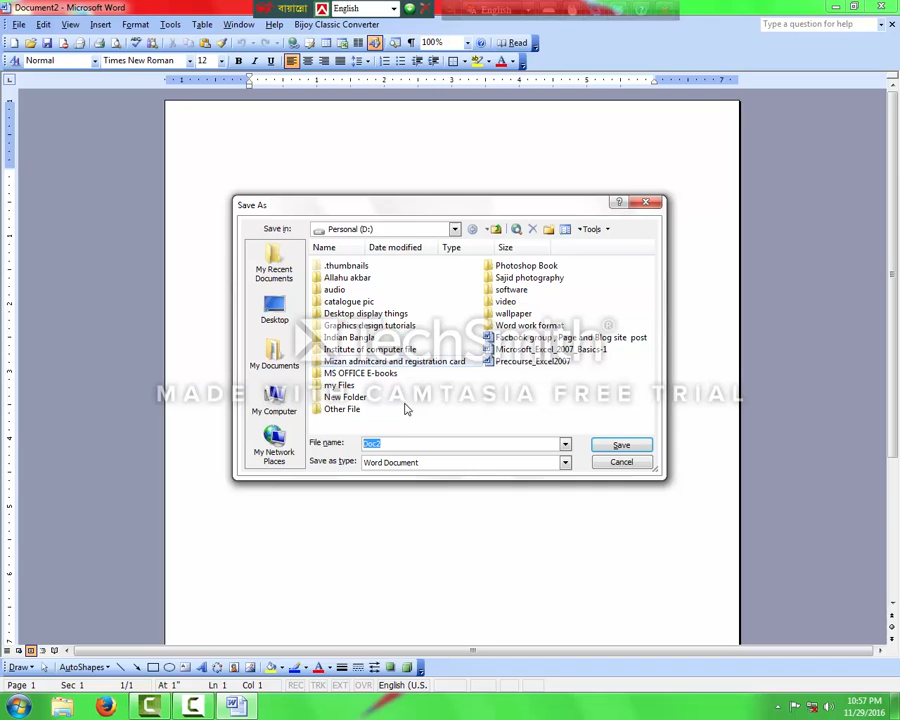 Document2 - Microsoft Word
বায়ান্নো English
English
File Edit View Insert Format Tools Table Window Help Bijoy Classic Converter
Type a question for help
100% Read
Normal Times New Roman 12 B I U
Save As
Save in: Personal (D:) Tools
Name Date modified Type Size
My Recent Documents
Desktop
My Documents
My Computer
My Network Places
.thumbnails
Allahu akbar
audio
catalogue pic
Desktop display things
Graphics design tutorials
Indian Bangla
Institute of computer file
Mizan admitcard and registration card
MS OFFICE E-books
my Files
New Folder
Other File
Photoshop Book
Sajid photography
software
video
wallpaper
Word work format
Facbook group , Page and Blog site post
Microsoft_Excel_2007_Basics-1
Precourse_Excel2007
TechSmith®
MADE WITH CAMTASIA FREE TRIAL
File name: Doc2 Save
Save as type: Word Document Cancel
Draw AutoShapes
Page 1 Sec 1 1/1 At 1" Ln 1 Col 1 REC TRK EXT OVR English (U.S.
10:57 PM
11/29/2016